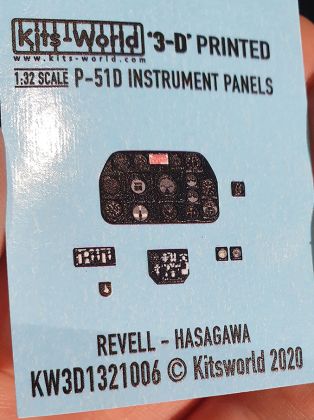 Kits-World "3-D" PRINTED
www.kits-world.com
1:32 SCALE P-51D INSTRUMENT PANELS
REVELL - HASAGAWA
KW3D1321006 © Kitsworld 2020